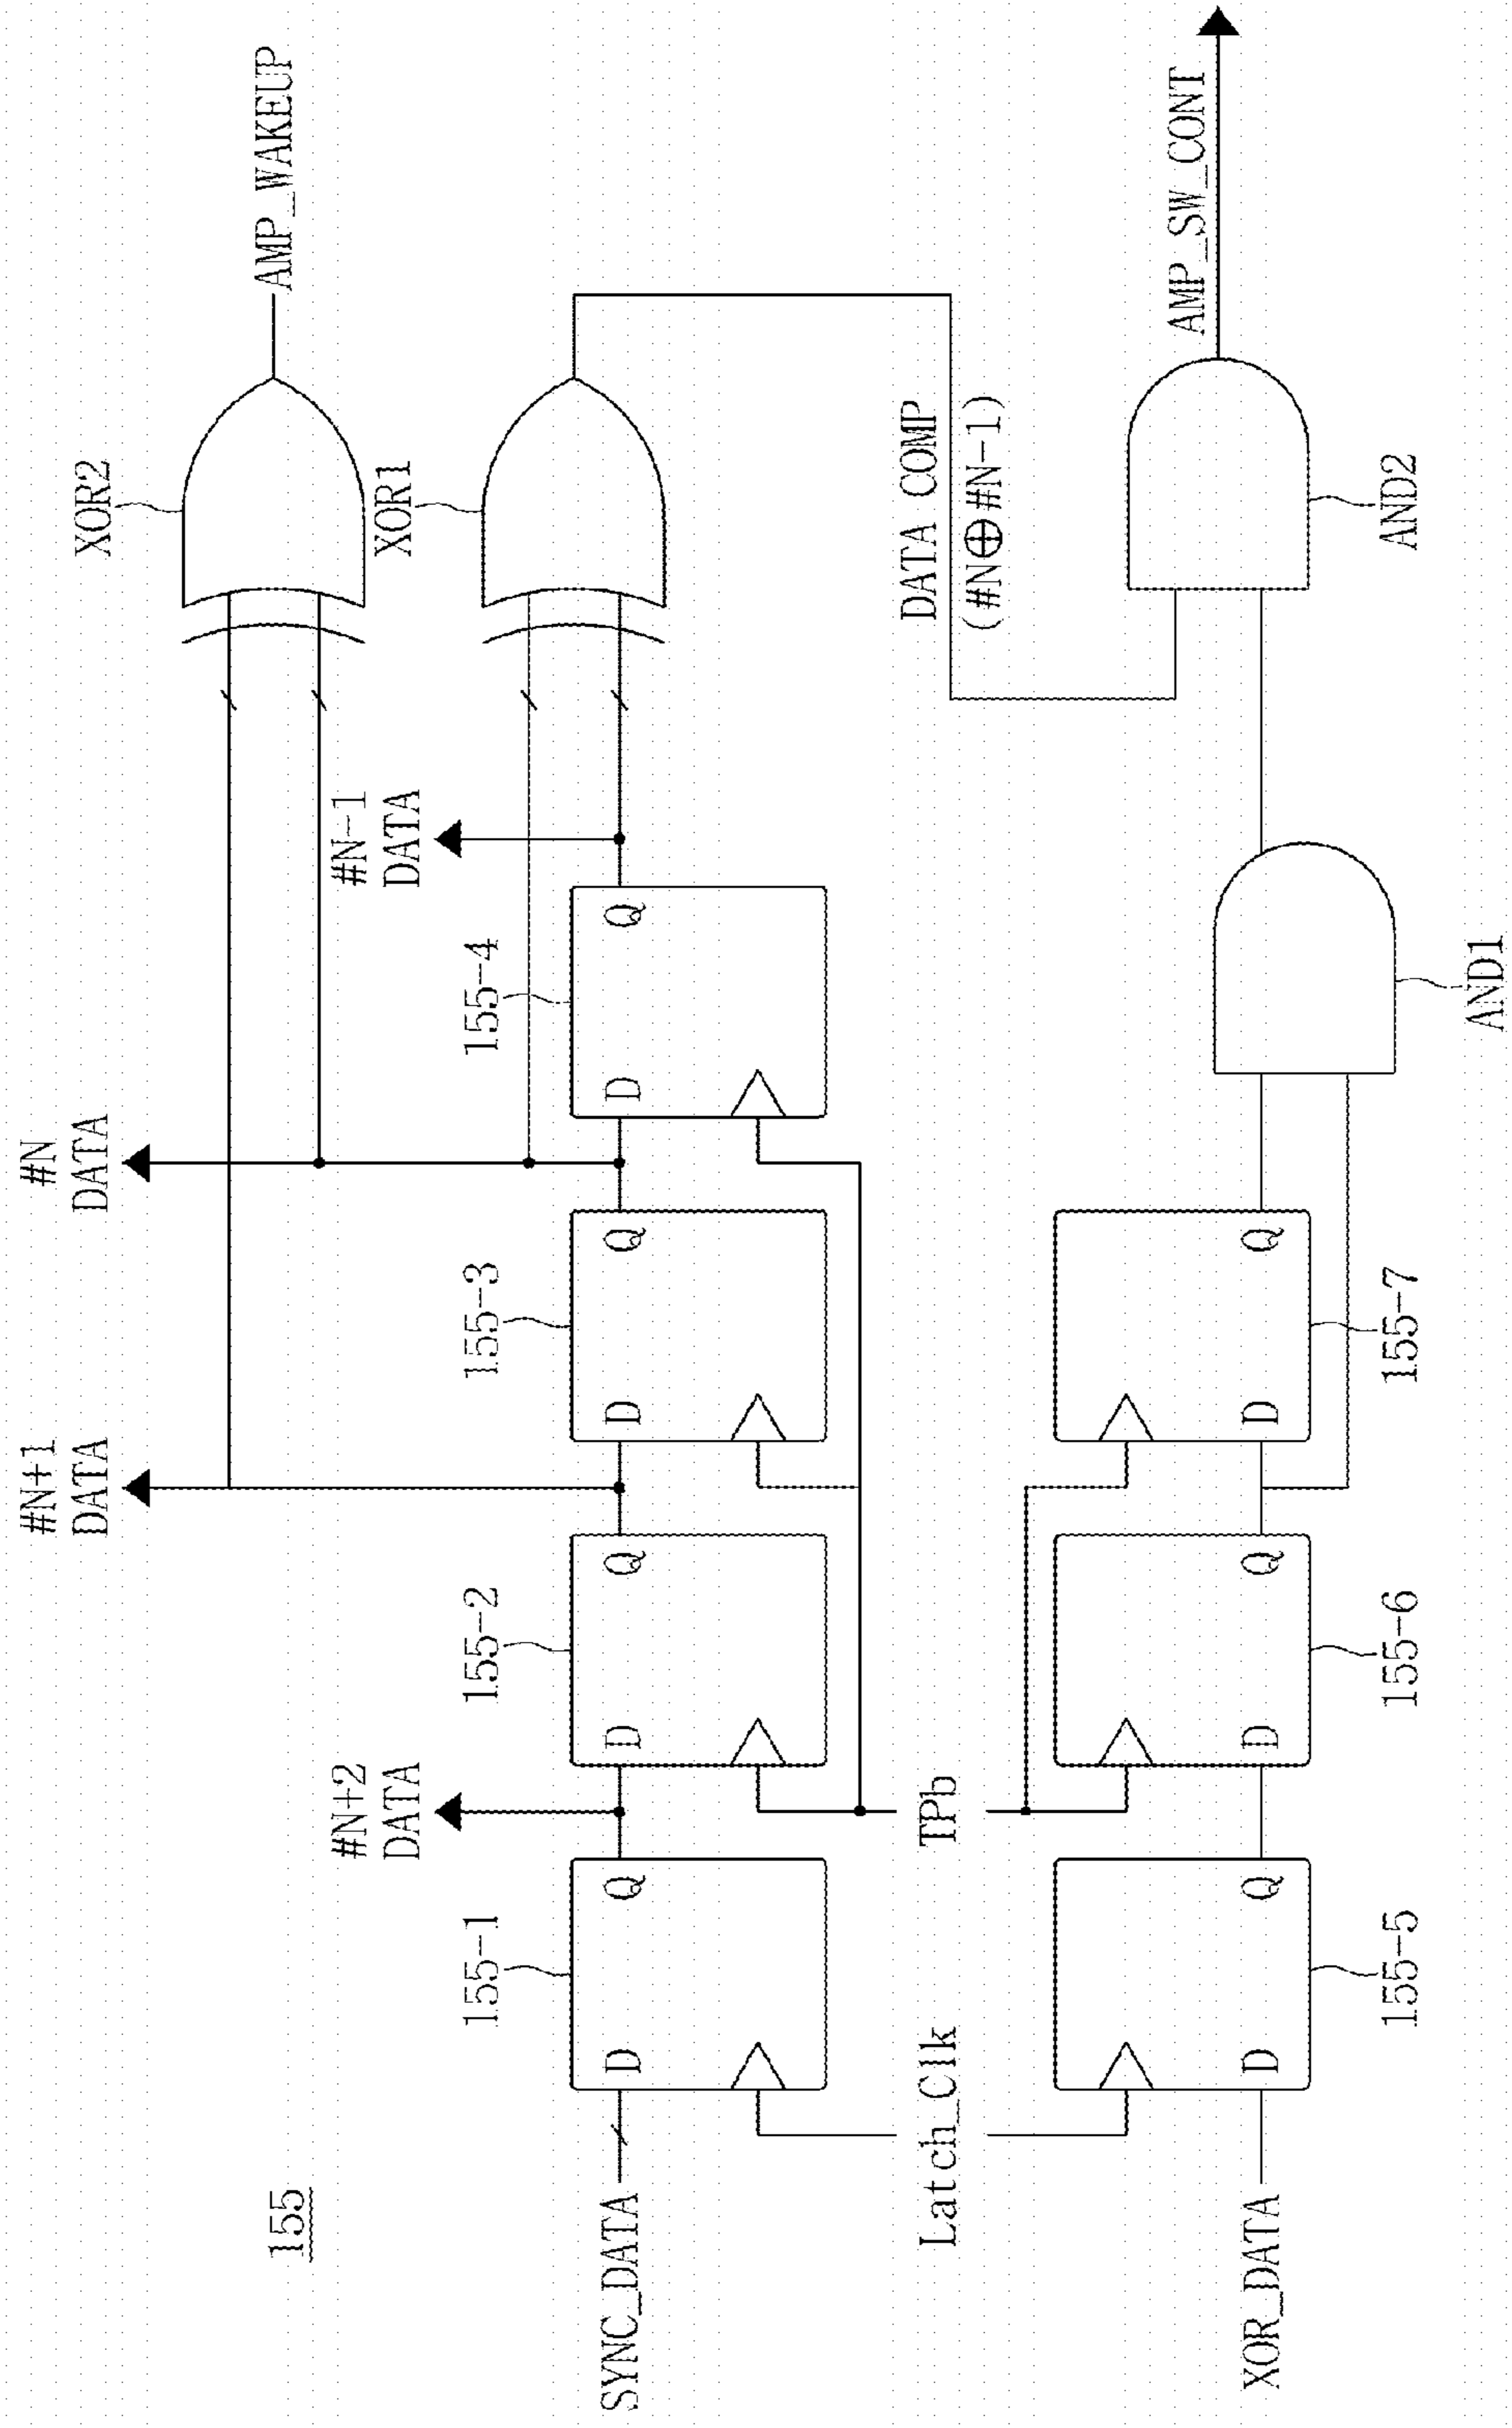 155
#N+1
DATA
#N
DATA
XOR2
AMP_WAKEUP
#N+2
DATA
#N-1
DATA
XOR1
155-1
155-2
155-3
155-4
SYNC_DATA
D
Q
D
Q
D
Q
D
Q
Latch_Clk
TPb
DATA COMP
(#N⊕#N-1)
AMP_SW_CONT
XOR_DATA
D
Q
D
Q
D
Q
155-5
155-6
155-7
AND1
AND2